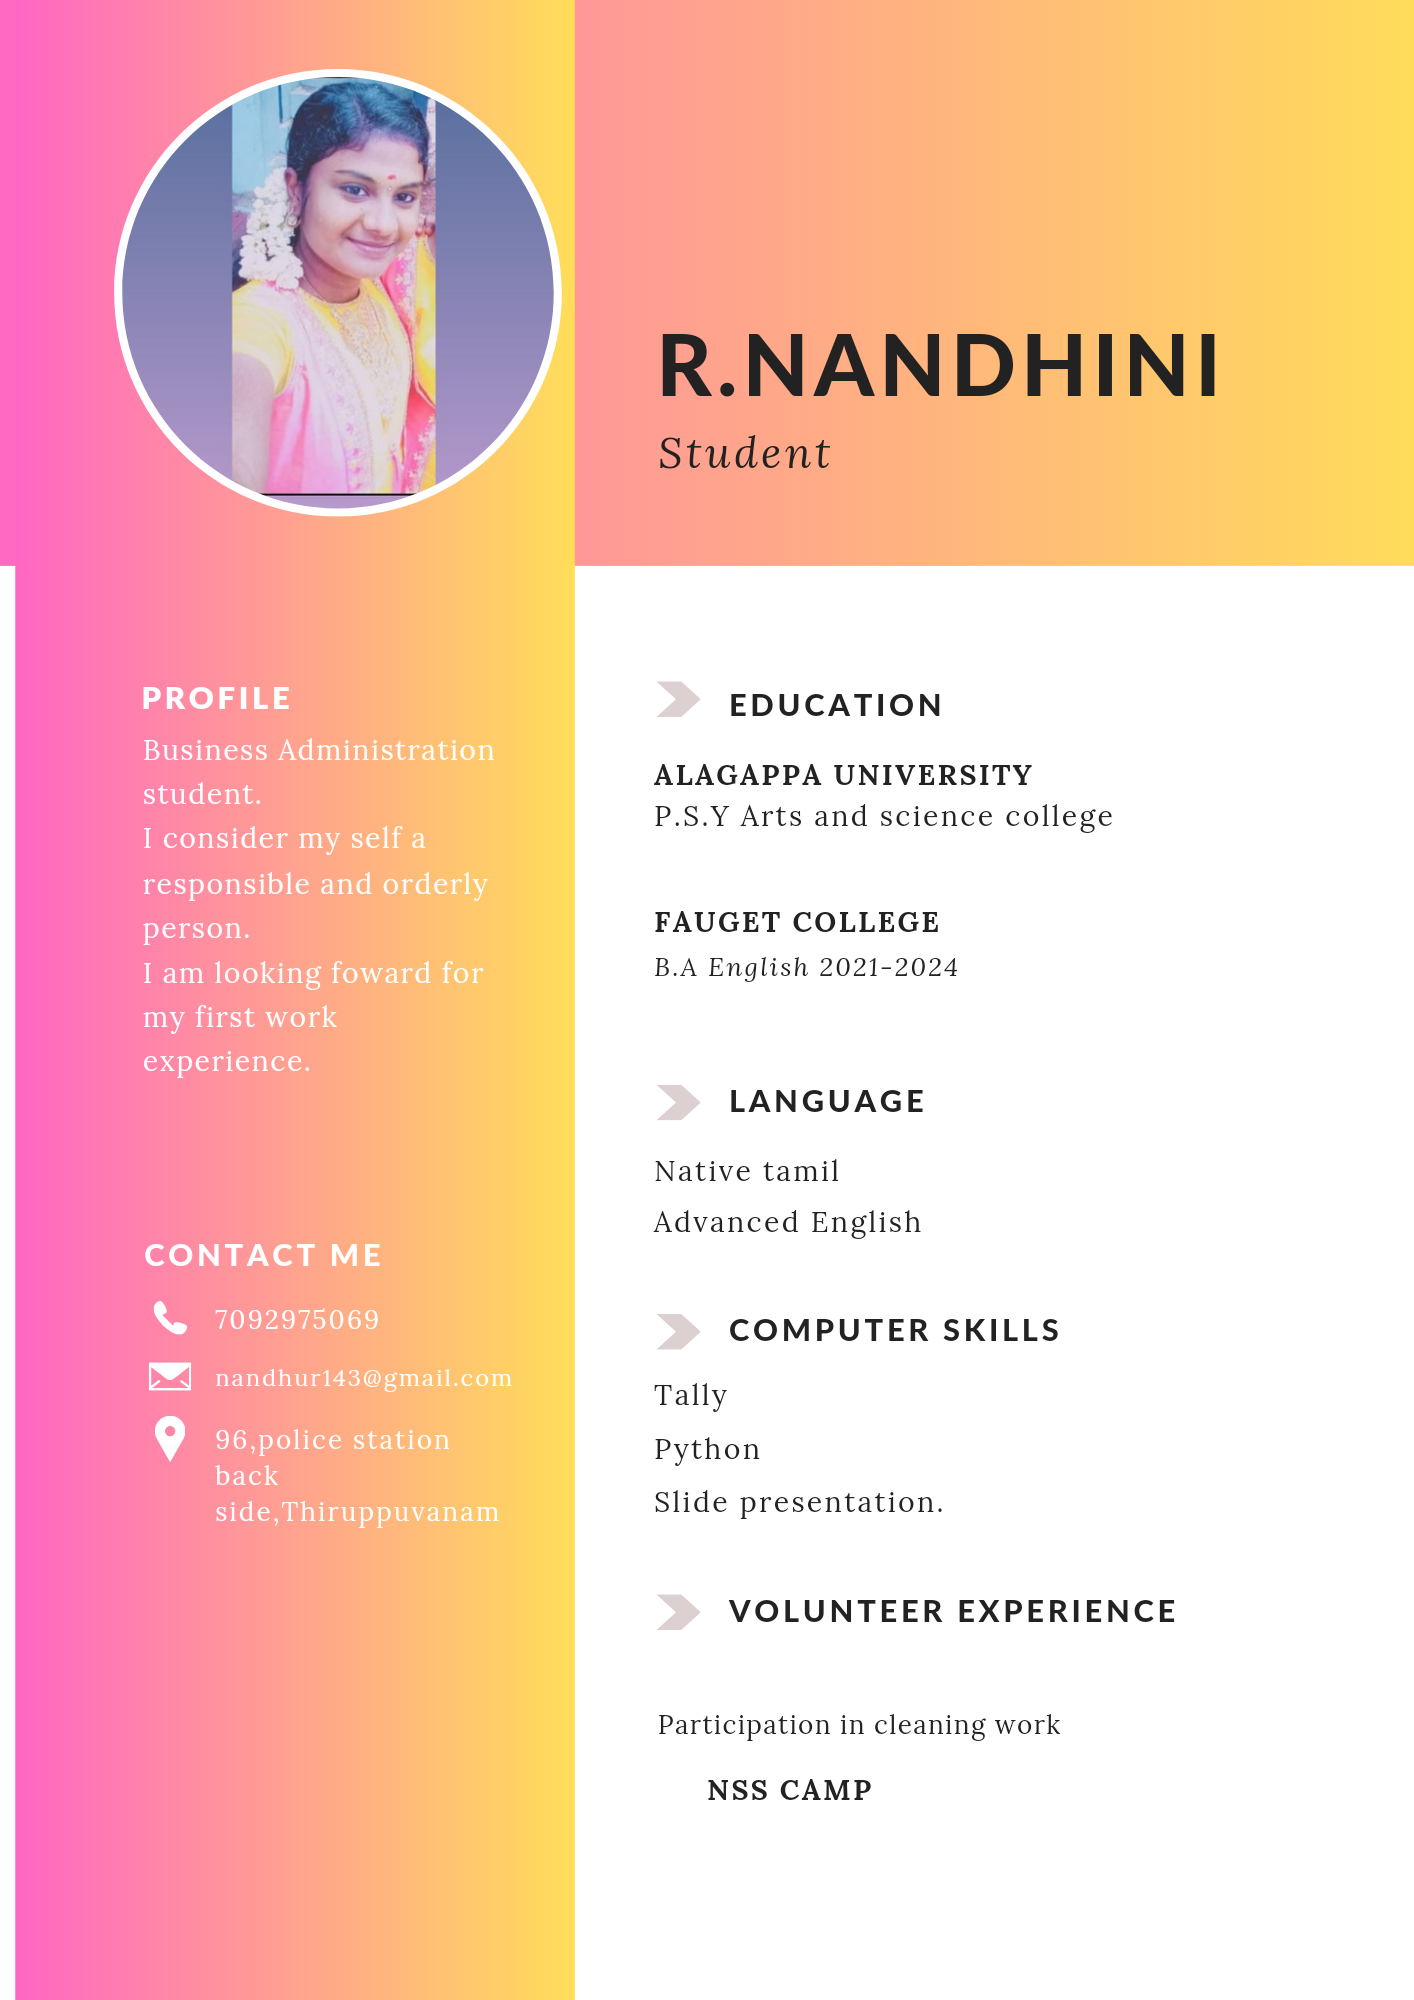 R.NANDHINI
Student
PROFILE
Business Administration
student.
I consider my self a
responsible and orderly
person.
I am looking foward for
my first work
experience.
CONTACT ME
7092975069
nandhur143@gmail.com
96,police station
back
side,Thiruppuvanam
EDUCATION
ALAGAPPA UNIVERSITY
P.S.Y Arts and science college
FAUGET COLLEGE
B.A English 2021-2024
LANGUAGE
Native tamil
Advanced English
COMPUTER SKILLS
Tally
Python
Slide presentation.
VOLUNTEER EXPERIENCE
Participation in cleaning work
NSS CAMP